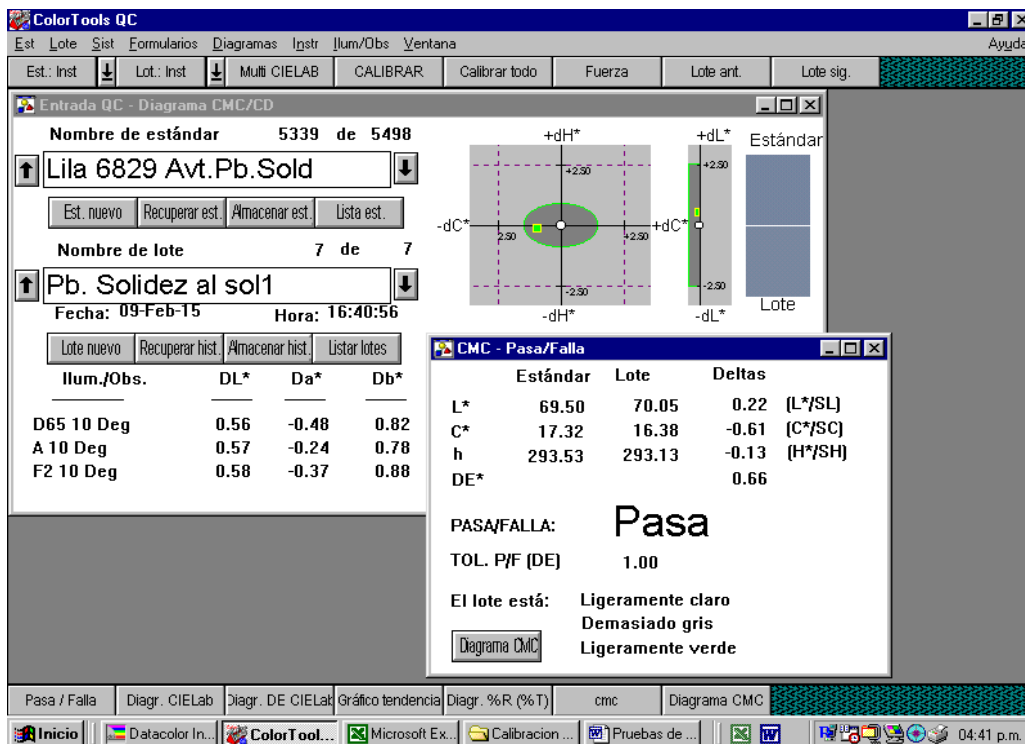 ColorTools QC
Est Lote Sist Formularios Diagramas Instr Ilum/Obs Ventana Ayuda
Est.: Inst Lot.: Inst Multi CIELAB CALIBRAR Calibrar todo Fuerza Lote ant. Lote sig.
Entrada QC - Diagrama CMC/CD
Nombre de estándar 5339 de 5498
Lila 6829 Avt.Pb.Sold
Est. nuevo Recuperar est. Almacenar est. Lista est.
Nombre de lote 7 de 7
Pb. Solidez al sol1
Fecha: 09-Feb-15 Hora: 16:40:56
Lote nuevo Recuperar hist. Almacenar hist. Listar lotes
Ilum./Obs. DL* Da* Db*
D65 10 Deg 0.56 -0.48 0.82
A 10 Deg 0.57 -0.24 0.78
F2 10 Deg 0.58 -0.37 0.88
+dH*
+2.50
-dC* 2.50 +2.50 +dC*
-2.50
-dH*
+dL*
+2.50
-2.50
-dL*
Estándar
Lote
CMC - Pasa/Falla
Estándar Lote Deltas
L* 69.50 70.05 0.22 (L*/SL)
C* 17.32 16.38 -0.61 (C*/SC)
h 293.53 293.13 -0.13 (H*/SH)
DE* 0.66
PASA/FALLA: Pasa
TOL. P/F (DE) 1.00
El lote está: Ligeramente claro
Demasiado gris
Diagrama CMC Ligeramente verde
Pasa / Falla Diagr. CIELab Diagr. DE CIELab Gráfico tendencia Diagr. %R (%T) cmc Diagrama CMC
Inicio Datacolor In... ColorTool... Microsoft Ex... Calibracion ... Pruebas de ... 04:41 p.m.